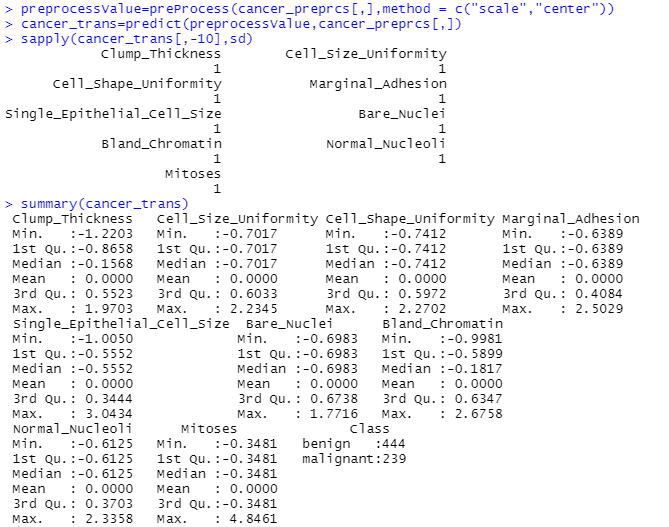 > preprocessValue=preProcess(cancer_preprcs[,],method = c("scale","center"))
> cancer_trans=predict(preprocessValue,cancer_preprcs[,])
> sapply(cancer_trans[,-10],sd)
Clump_Thickness Cell_Size_Uniformity
1 1
Cell_Shape_Uniformity Marginal_Adhesion
1 1
Single_Epithelial_Cell_Size Bare_Nuclei
1 1
Bland_Chromatin Normal_Nucleoli
1 1
Mitoses
1
> summary(cancer_trans)
Clump_Thickness Cell_Size_Uniformity Cell_Shape_Uniformity Marginal_Adhesion
Min. :-1.2203 Min. :-0.7017 Min. :-0.7412 Min. :-0.6389
1st Qu.:-0.8658 1st Qu.:-0.7017 1st Qu.:-0.7412 1st Qu.:-0.6389
Median :-0.1568 Median :-0.7017 Median :-0.7412 Median :-0.6389
Mean : 0.0000 Mean : 0.0000 Mean : 0.0000 Mean : 0.0000
3rd Qu.: 0.5523 3rd Qu.: 0.6033 3rd Qu.: 0.5972 3rd Qu.: 0.4084
Max. : 1.9703 Max. : 2.2345 Max. : 2.2702 Max. : 2.5029
Single_Epithelial_Cell_Size Bare_Nuclei Bland_Chromatin
Min. :-1.0050 Min. :-0.6983 Min. :-0.9981
1st Qu.:-0.5552 1st Qu.:-0.6983 1st Qu.:-0.5899
Median :-0.5552 Median :-0.6983 Median :-0.1817
Mean : 0.0000 Mean : 0.0000 Mean : 0.0000
3rd Qu.: 0.3444 3rd Qu.: 0.6738 3rd Qu.: 0.6347
Max. : 3.0434 Max. : 1.7716 Max. : 2.6758
Normal_Nucleoli Mitoses Class
Min. :-0.6125 Min. :-0.3481 benign :444
1st Qu.:-0.6125 1st Qu.:-0.3481 malignant:239
Median :-0.6125 Median :-0.3481
Mean : 0.0000 Mean : 0.0000
3rd Qu.: 0.3703 3rd Qu.:-0.3481
Max. : 2.3358 Max. : 4.8461